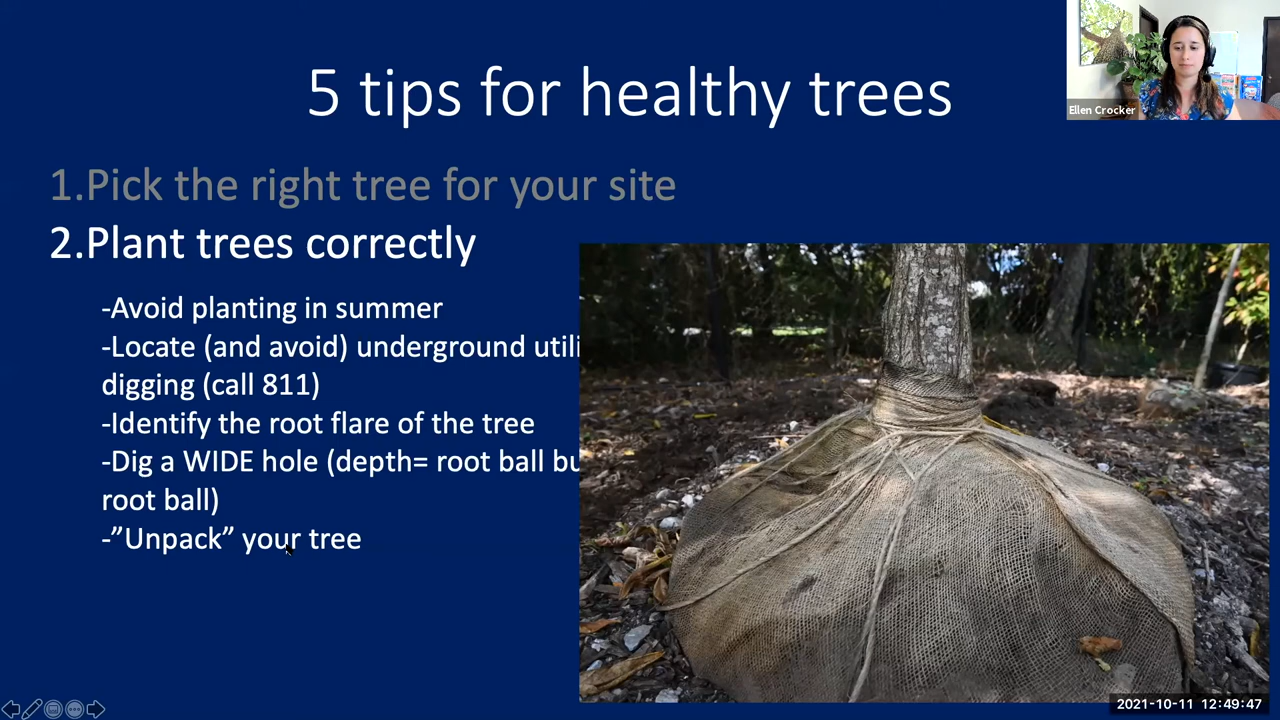 5 tips for healthy trees
Ellen Crocker
1.Pick the right tree for your site
2.Plant trees correctly
-Avoid planting in summer
-Locate (and avoid) underground
digging (call 811)
-Identify the root flare of the tree
-Dig a WIDE hole (depth= root ball
root ball)
-”Unpack” your tree
2021-10-11 12:49:47